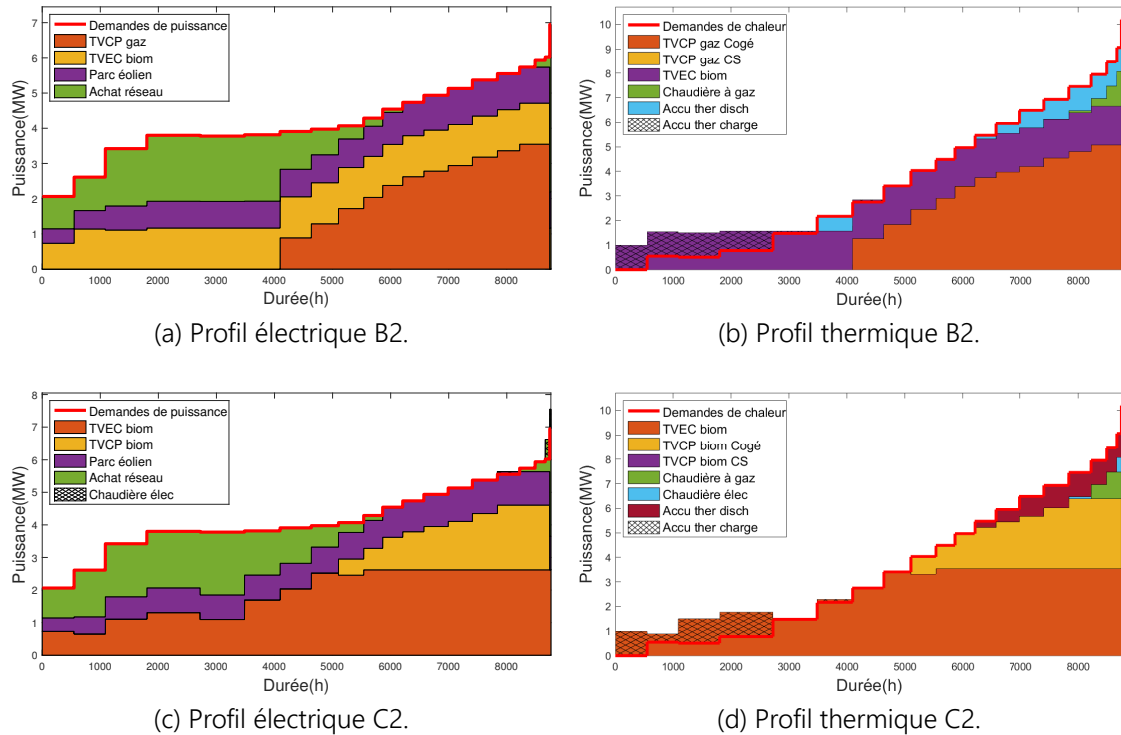 Puissance(MW)
7
6
5
4
3
2
1
0
Demandes de puissance
TVCP gaz
TVEC biom
Parc éolien
Achat réseau
0 1000 2000 3000 4000 5000 6000 7000 8000
Durée(h)
(a) Profil électrique B2.
Puissance(MW)
10
9
8
7
6
5
4
3
2
1
0
Demandes de chaleur
TVCP gaz Cogé
TVCP gaz CS
TVEC biom
Chaudière à gaz
Accu ther disch
Accu ther charge
0 1000 2000 3000 4000 5000 6000 7000 8000
Durée(h)
(b) Profil thermique B2.
Puissance(MW)
8
7
6
5
4
3
2
1
0
Demandes de puissance
TVEC biom
TVCP biom
Parc éolien
Achat réseau
Chaudière élec
0 1000 2000 3000 4000 5000 6000 7000 8000
Durée(h)
(c) Profil électrique C2.
Puissance(MW)
10
9
8
7
6
5
4
3
2
1
0
Demandes de chaleur
TVEC biom
TVCP biom Cogé
TVCP biom CS
Chaudière à gaz
Chaudière élec
Accu ther disch
Accu ther charge
0 1000 2000 3000 4000 5000 6000 7000 8000
Durée(h)
(d) Profil thermique C2.